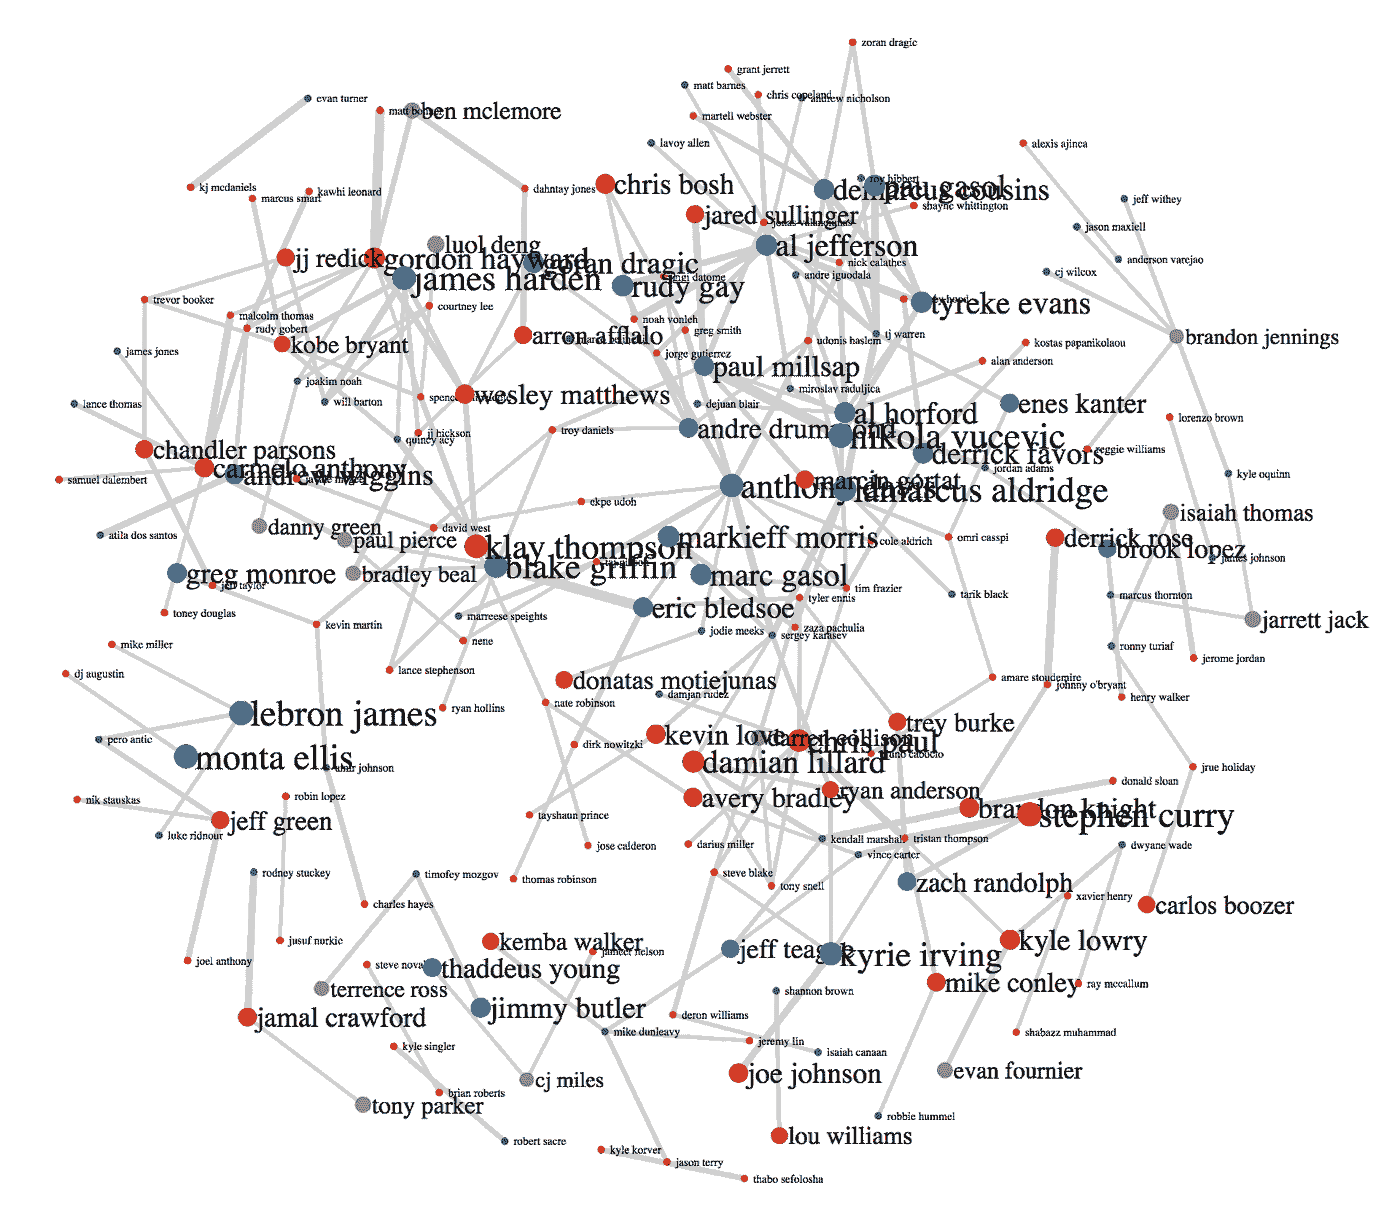 zoran dragic
grant jerrett
matt barnes
chris copeland
andrew nicholson
evan turner
matt bonner
ben mclemore
martell webster
lavoy allen
alexis ajinca
kj mcdaniels
kawhi leonard
marcus smart
dahntay jones
chris bosh
demarcus cousins
roy hibbert
pau gasol
jeff withey
shayne whittington
jared sullinger
jonas valanciunas
jason maxiell
luol deng
al jefferson
jj redick
gordon hayward
goran dragic
nick calathes
anderson varejao
cj wilcox
james harden
rudy gay
gigi datome
andre iguodala
trevor booker
courtney lee
tyreke evans
malcolm thomas
rudy gobert
noah vonleh
greg smith
arron afflalo
tj warren
brandon jennings
kobe bryant
udonis haslem
kostas papanikolaou
james jones
jorge gutierrez
alan anderson
paul millsap
joakim noah
miroslav raduljica
wesley matthews
lance thomas
will barton
dejuan blair
enes kanter
al horford
lorenzo brown
troy daniels
andre drummond
jj hickson
quincy acy
nikola vucevic
chandler parsons
reggie williams
derrick favors
carmelo anthony
andrew wiggins
jordan adams
kyle oquinn
samuel dalembert
marcin gortat
anthony davis
lamarcus aldridge
ekpe udoh
isaiah thomas
danny green
david west
atila dos santos
paul pierce
klay thompson
markieff morris
cole aldrich
omri casspi
derrick rose
brook lopez
james johnson
greg monroe
bradley beal
blake griffin
marc gasol
tim frazier
tarik black
marcus thornton
toney douglas
eric bledsoe
tyler ennis
marreese speights
jarrett jack
kevin martin
jodie meeks
zaza pachulia
sergey karasev
mike miller
nene
ronny turiaf
jerome jordan
dj augustin
lance stephenson
donatas motiejunas
amare stoudemire
johnny o'bryant
damjan rudez
henry walker
nate robinson
ryan hollins
lebron james
trey burke
pero antic
dirk nowitzki
kevin love
darren collison
chris paul
monta ellis
amir johnson
damian lillard
jrue holiday
donald sloan
nik stauskas
robin lopez
avery bradley
ryan anderson
brandon knight
stephen curry
jeff green
tayshaun prince
luke ridnour
jose calderon
darius miller
kendall marshall
tristan thompson
dwyane wade
vince carter
rodney stuckey
timofey mozgov
thomas robinson
steve blake
tony snell
zach randolph
xavier henry
charles hayes
carlos boozer
jusuf nurkic
kemba walker
jameer nelson
jeff teague
kyrie irving
kyle lowry
joel anthony
steve novak
thaddeus young
mike conley
ray mccallum
terrence ross
shannon brown
jimmy butler
jamal crawford
deron williams
mike dunleavy
shabazz muhammad
kyle singler
jeremy lin
isaiah canaan
joe johnson
evan fournier
cj miles
brian roberts
tony parker
robbie hummel
robert sacre
lou williams
kyle korver
jason terry
thabo sefolosha